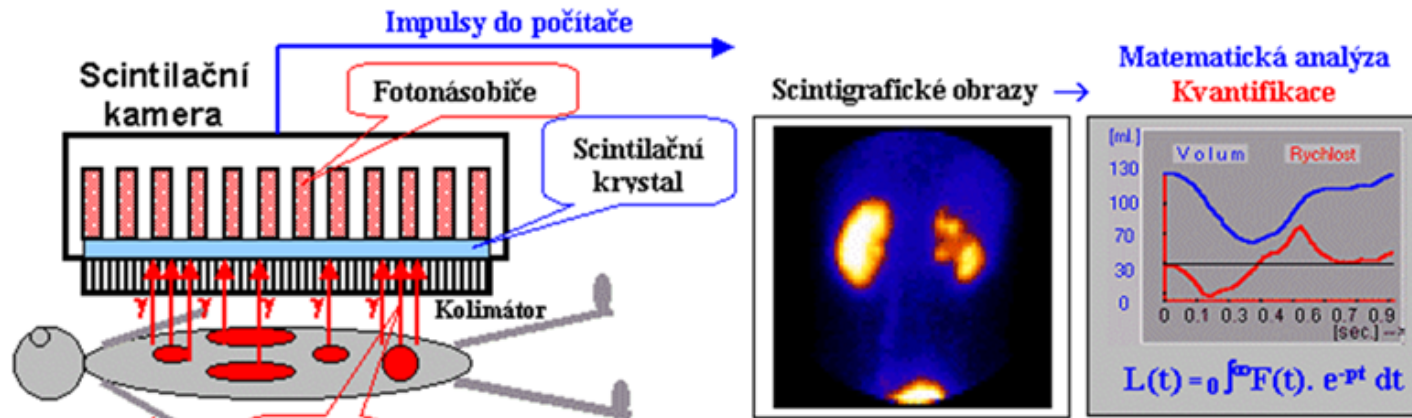 Impulsy do počítače
Scintilační
kamera
Fotonásobiče
Scintilační
krystal
γ γ γ γ
Kolimátor
Scintigrafické obrazy →
Matematická analýza
Kvantifikace
[ml.]
Volum Rychlost
130
100
70
30
0
0 0.1 0.3 0.4 0.6 0.7 0.9
[sec.] -->
L(t) = ₀∫∞F(t). e-pt dt